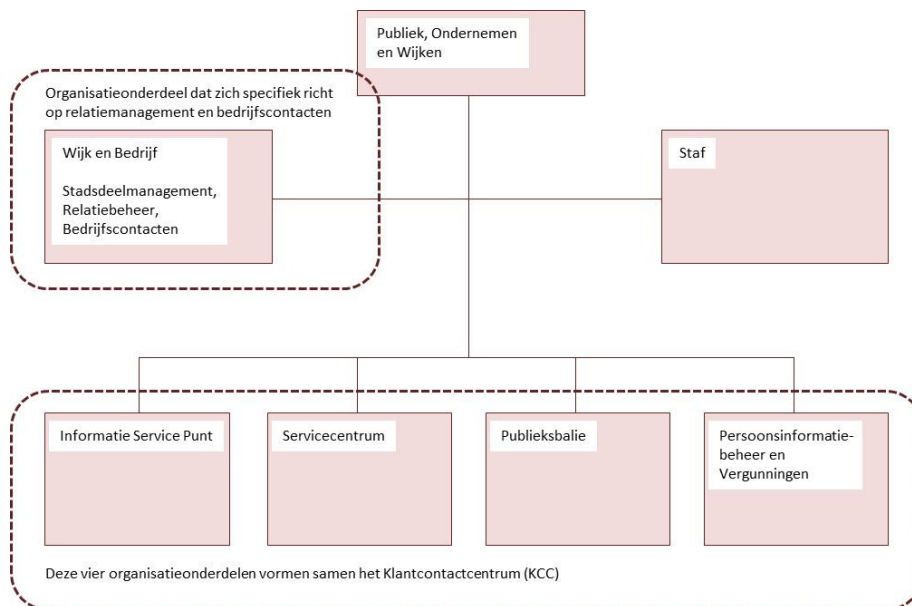 Publiek, Ondernemen
en Wijken
Organisatieonderdeel dat zich specifiek richt
op relatiemanagement en bedrijfscontacten
Wijk en Bedrijf
Stadsdeelmanagement,
Relatiebeheer,
Bedrijfscontacten
Staf
Informatie Service Punt
Servicecentrum
Publieksbalie
Persoonsinformatie-
beheer en
Vergunningen
Deze vier organisatieonderdelen vormen samen het Klantcontactcentrum (KCC)